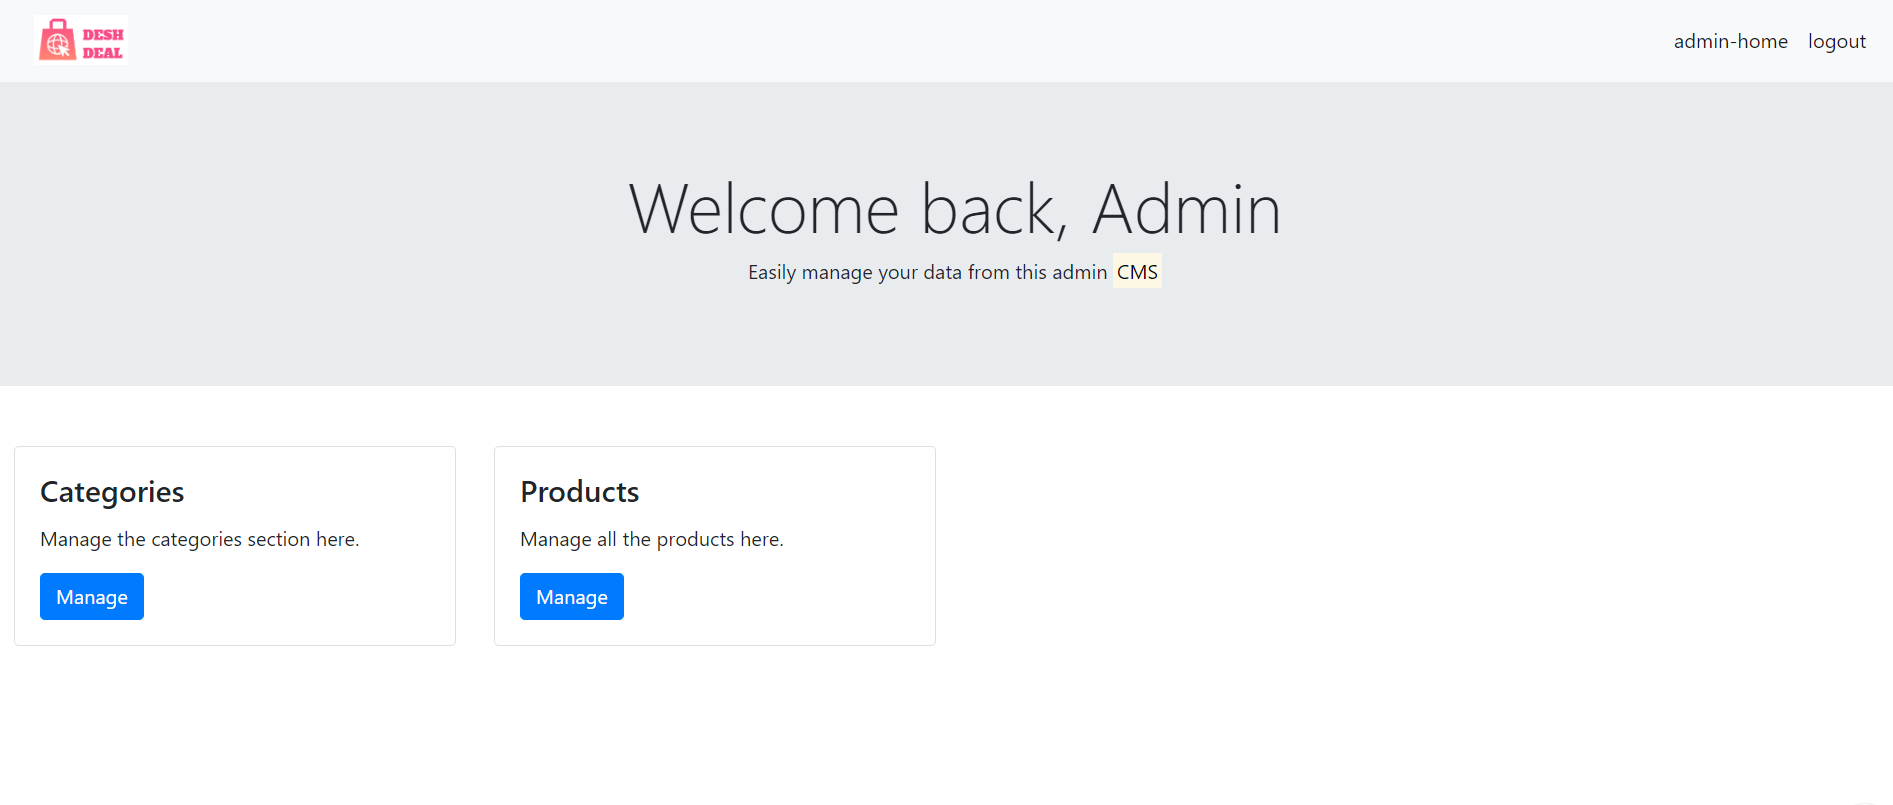 DESH
DEAL
admin-home logout
Welcome back, Admin
Easily manage your data from this admin CMS
Categories
Manage the categories section here.
Manage
Products
Manage all the products here.
Manage